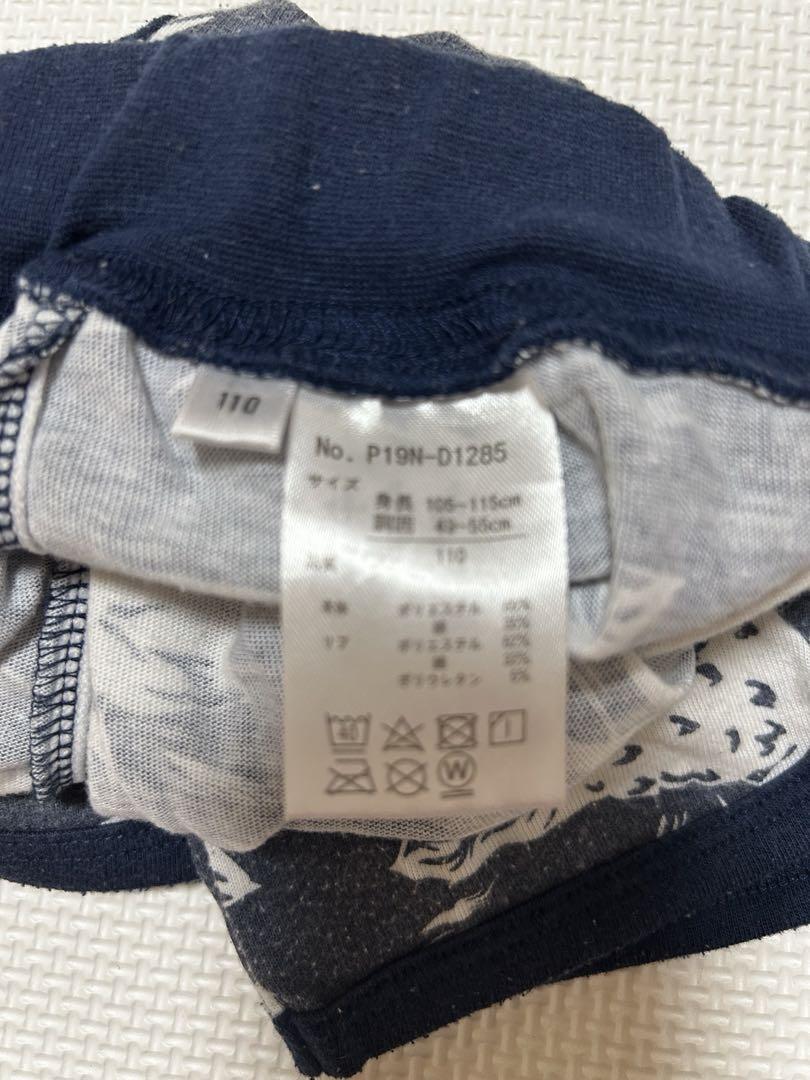 110
No. P19N-D1285
サイズ
身長 105-115cm
胴囲 49-55cm
110
ポリエステル
綿
リブ ポリエステル
綿
ポリウレタン 5%
40
W